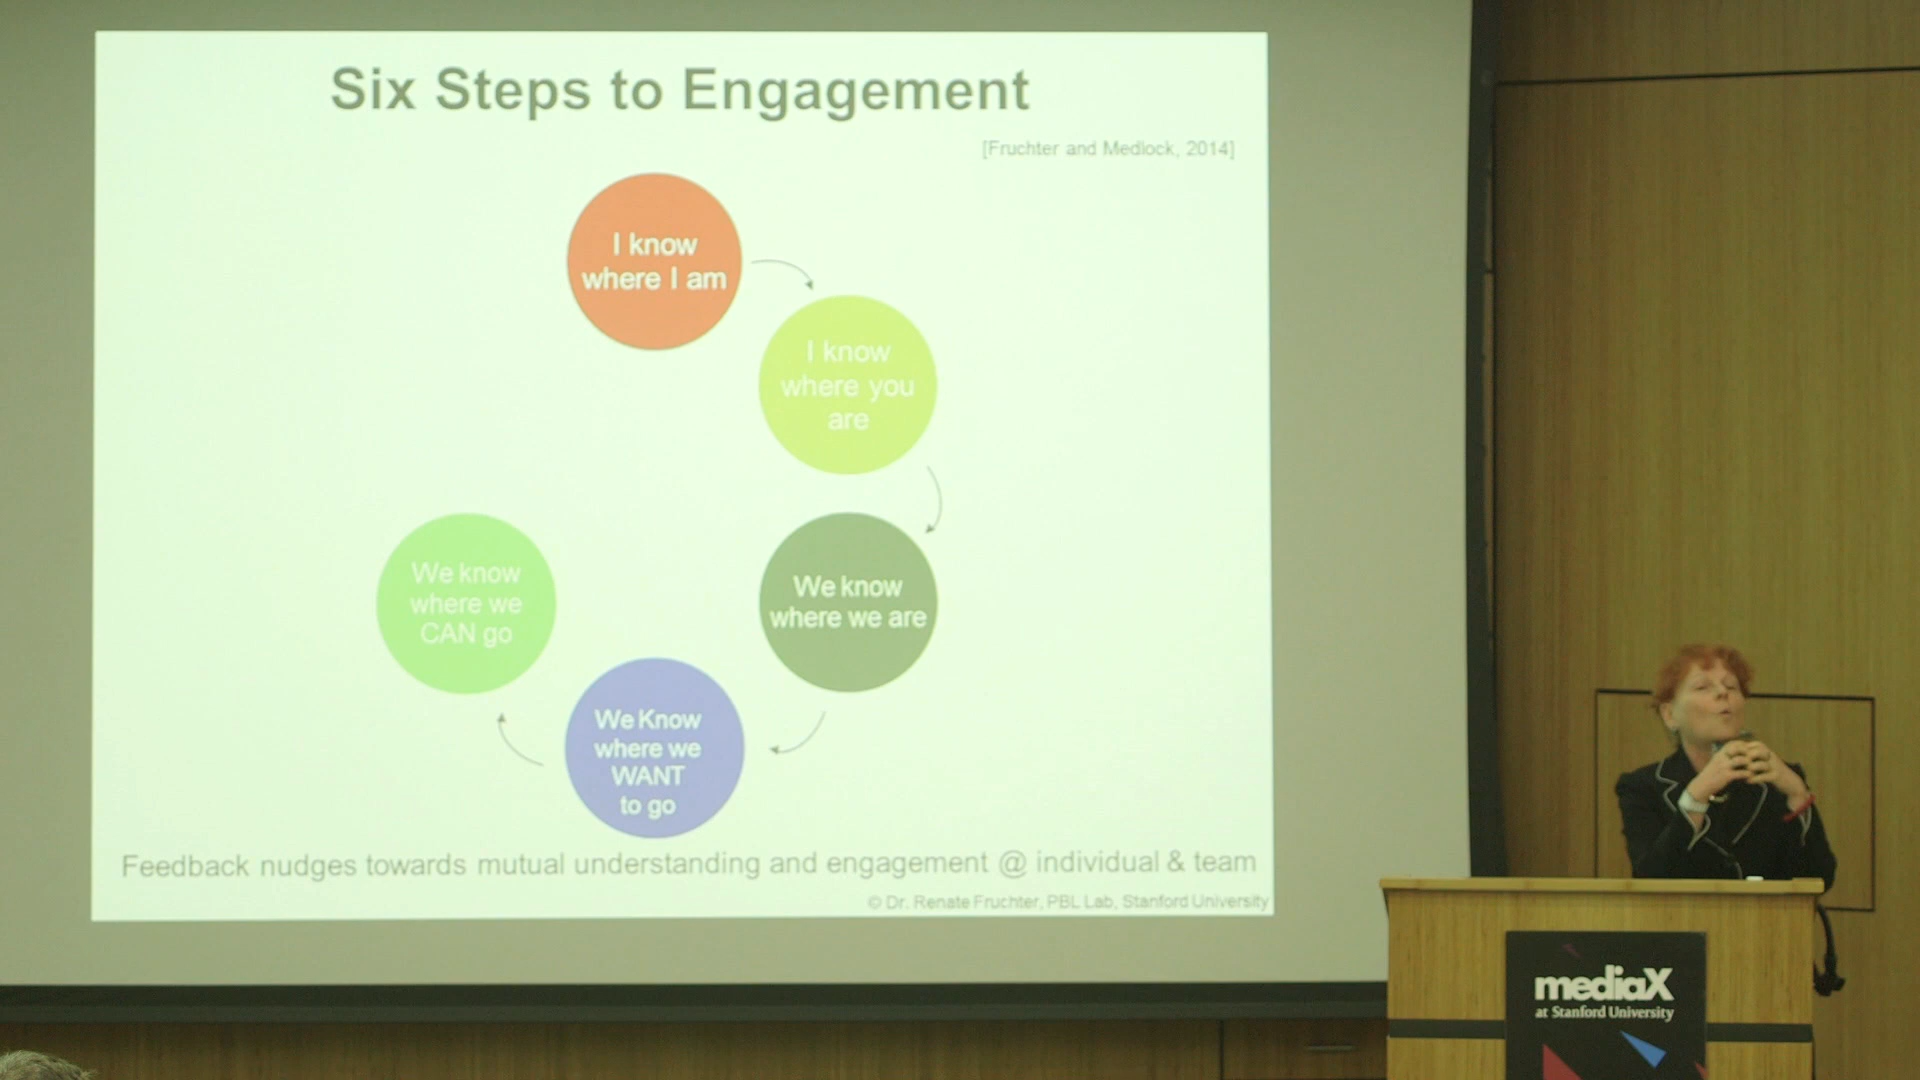 Six Steps to Engagement
[Fruchter and Medlock, 2014]
I know
where I am
I know
where you
are
We know
where we are
We Know
where we
WANT
to go
We know
where we
CAN go
Feedback nudges towards mutual understanding and engagement @ individual & team
© Dr. Renate Fruchter, PBL Lab, Stanford University
mediaX
at Stanford University